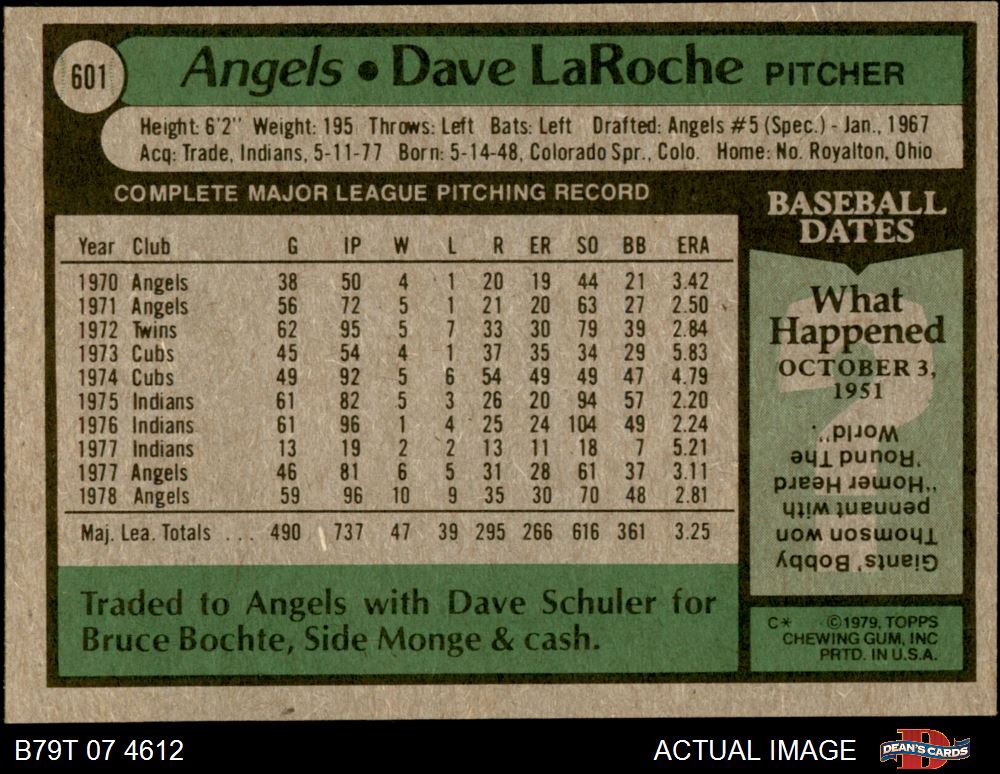 601
Angels • Dave LaRoche PITCHER
Height: 6'2" Weight: 195 Throws: Left Bats: Left Drafted: Angels #5 (Spec.) - Jan., 1967
Acq: Trade, Indians, 5-11-77 Born: 5-14-48, Colorado Spr., Colo. Home: No. Royalton, Ohio
COMPLETE MAJOR LEAGUE PITCHING RECORD
Year Club G IP W L R ER SO BB ERA
1970 Angels 38 50 4 1 20 19 44 21 3.42
1971 Angels 56 72 5 1 21 20 63 27 2.50
1972 Twins 62 95 5 7 33 30 79 39 2.84
1973 Cubs 45 54 4 1 37 35 34 29 5.83
1974 Cubs 49 92 5 6 54 49 49 47 4.79
1975 Indians 61 82 5 3 26 20 94 57 2.20
1976 Indians 61 96 1 4 25 24 104 49 2.24
1977 Indians 13 19 2 2 13 11 18 7 5.21
1977 Angels 46 81 6 5 31 28 61 37 3.11
1978 Angels 59 96 10 9 35 30 70 48 2.81
Maj. Lea. Totals ... 490 737 47 39 295 266 616 361 3.25
Traded to Angels with Dave Schuler for
Bruce Bochte, Side Monge & cash.
BASEBALL
DATES
What
Happened
OCTOBER 3,
1951
Giants' Bobby
Thomson won
pennant with
"Homer Heard
'Round The
World".
C* ©1979, TOPPS
CHEWING GUM, INC
PRTD. IN U.S.A.
B79T 07 4612
ACTUAL IMAGE
DEAN'S CARDS